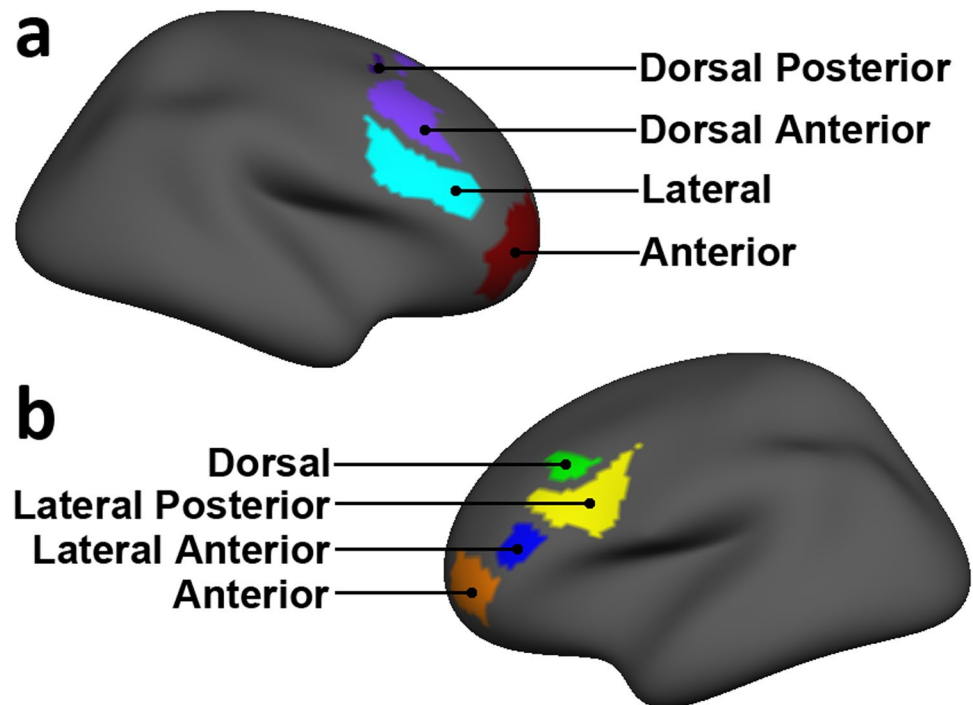 a
Dorsal Posterior
Dorsal Anterior
Lateral
Anterior
b
Dorsal
Lateral Posterior
Lateral Anterior
Anterior